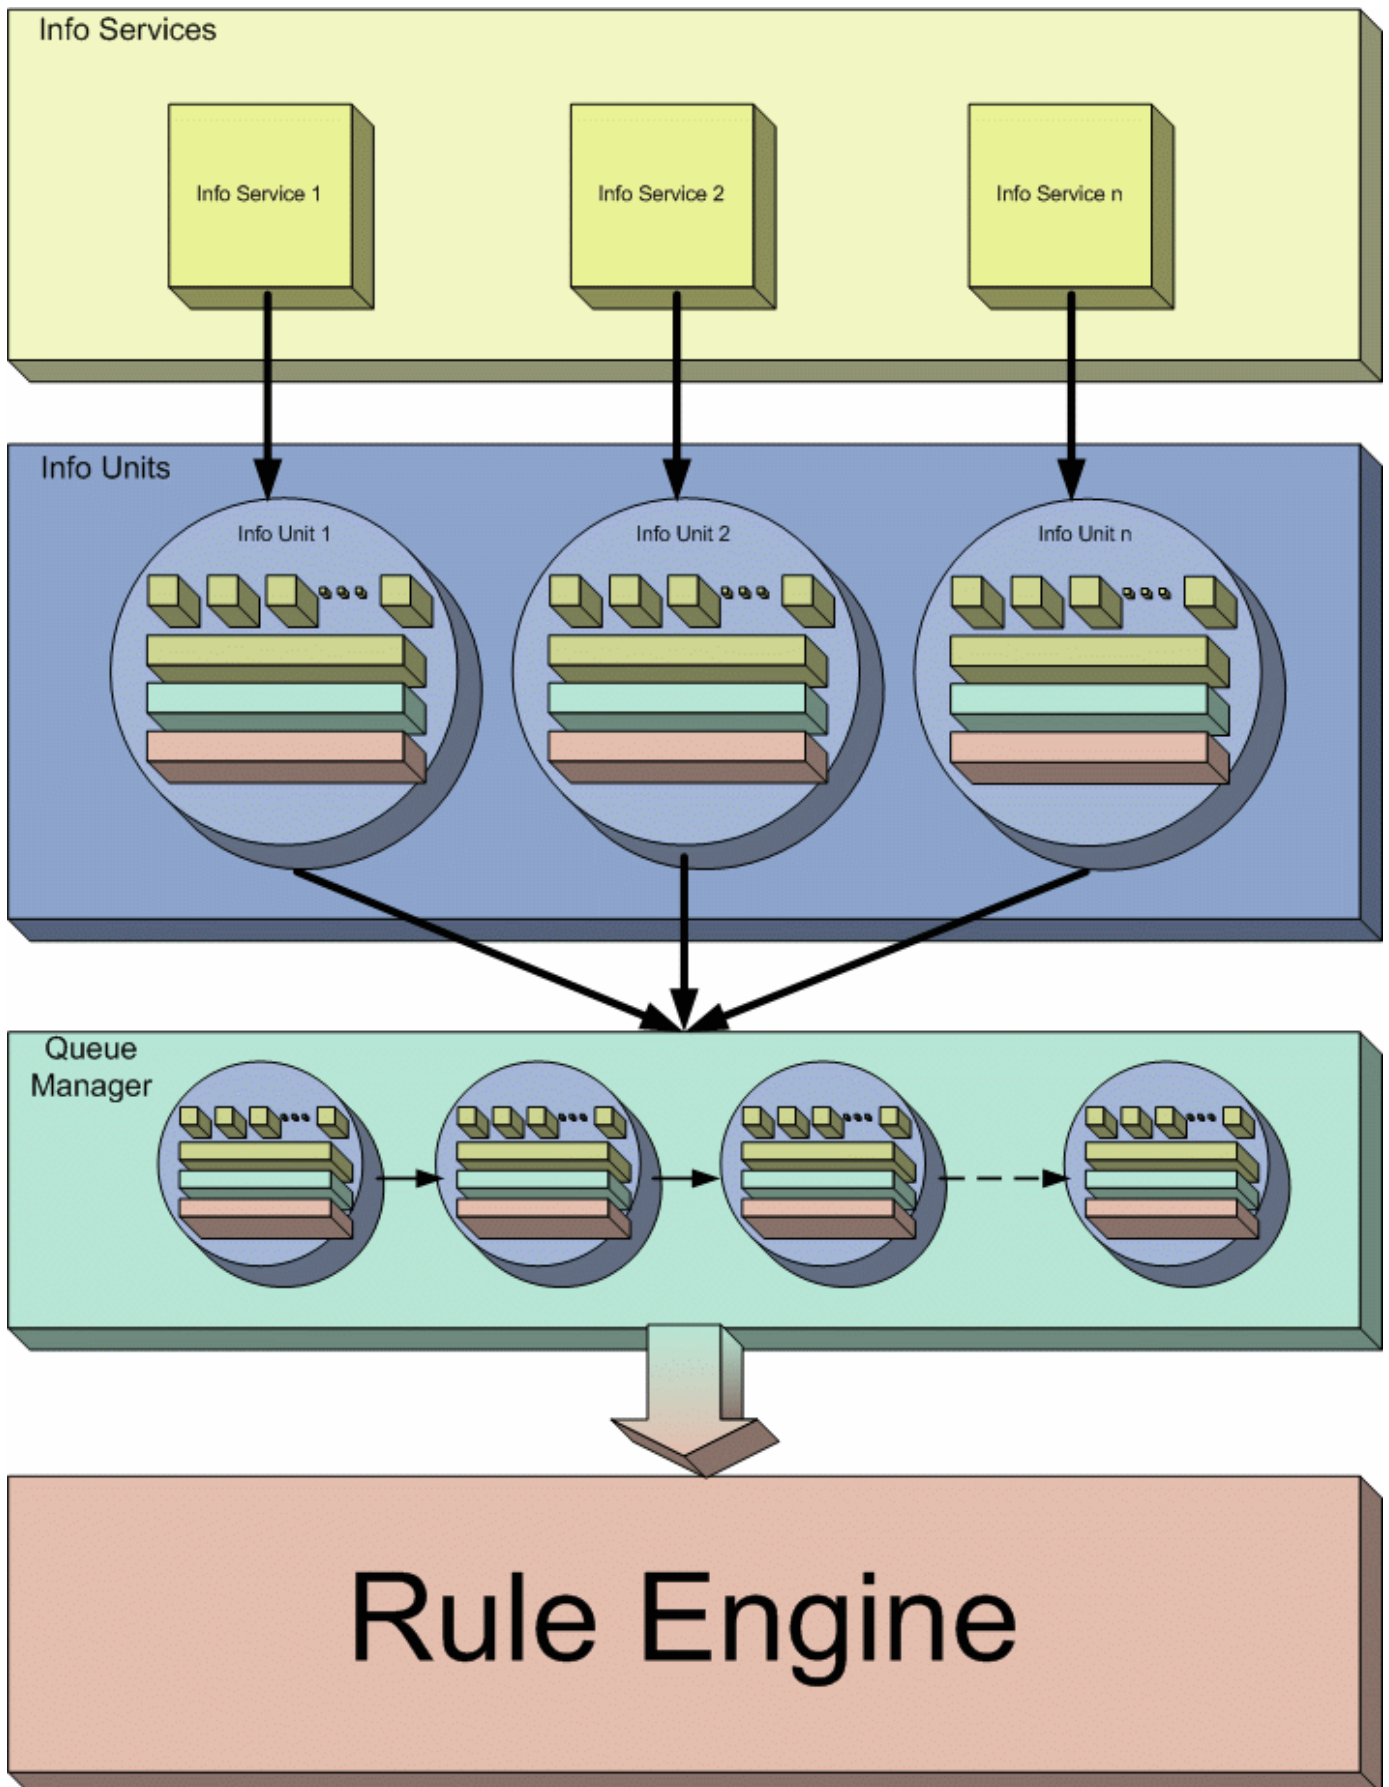 Info Services
Info Service 1
Info Service 2
Info Service n
Info Units
Info Unit 1
Info Unit 2
Info Unit n
Queue
Manager
Rule Engine